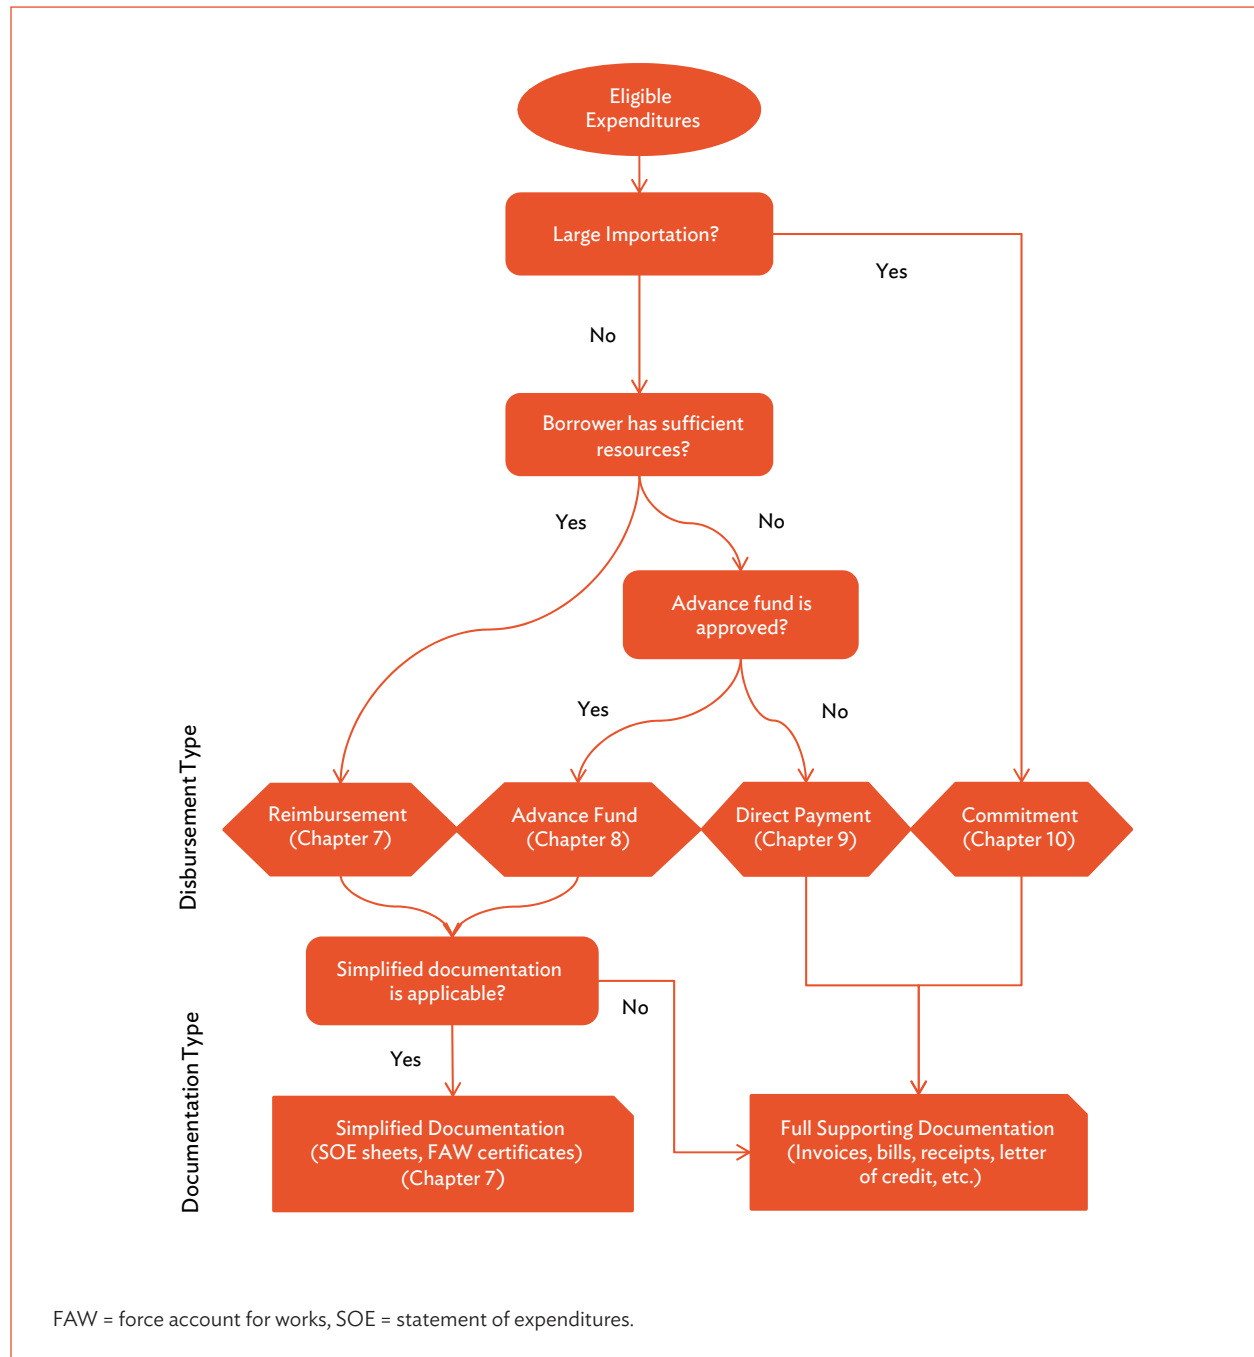 Eligible
Expenditures
Large Importation?
Yes
No
Borrower has sufficient
resources?
Yes
No
Advance fund is
approved?
Yes
No
Disbursement Type
Reimbursement
(Chapter 7)
Advance Fund
(Chapter 8)
Direct Payment
(Chapter 9)
Commitment
(Chapter 10)
Simplified documentation
is applicable?
No
Yes
Documentation Type
Simplified Documentation
(SOE sheets, FAW certificates)
(Chapter 7)
Full Supporting Documentation
(Invoices, bills, receipts, letter
of credit, etc.)
FAW = force account for works, SOE = statement of expenditures.